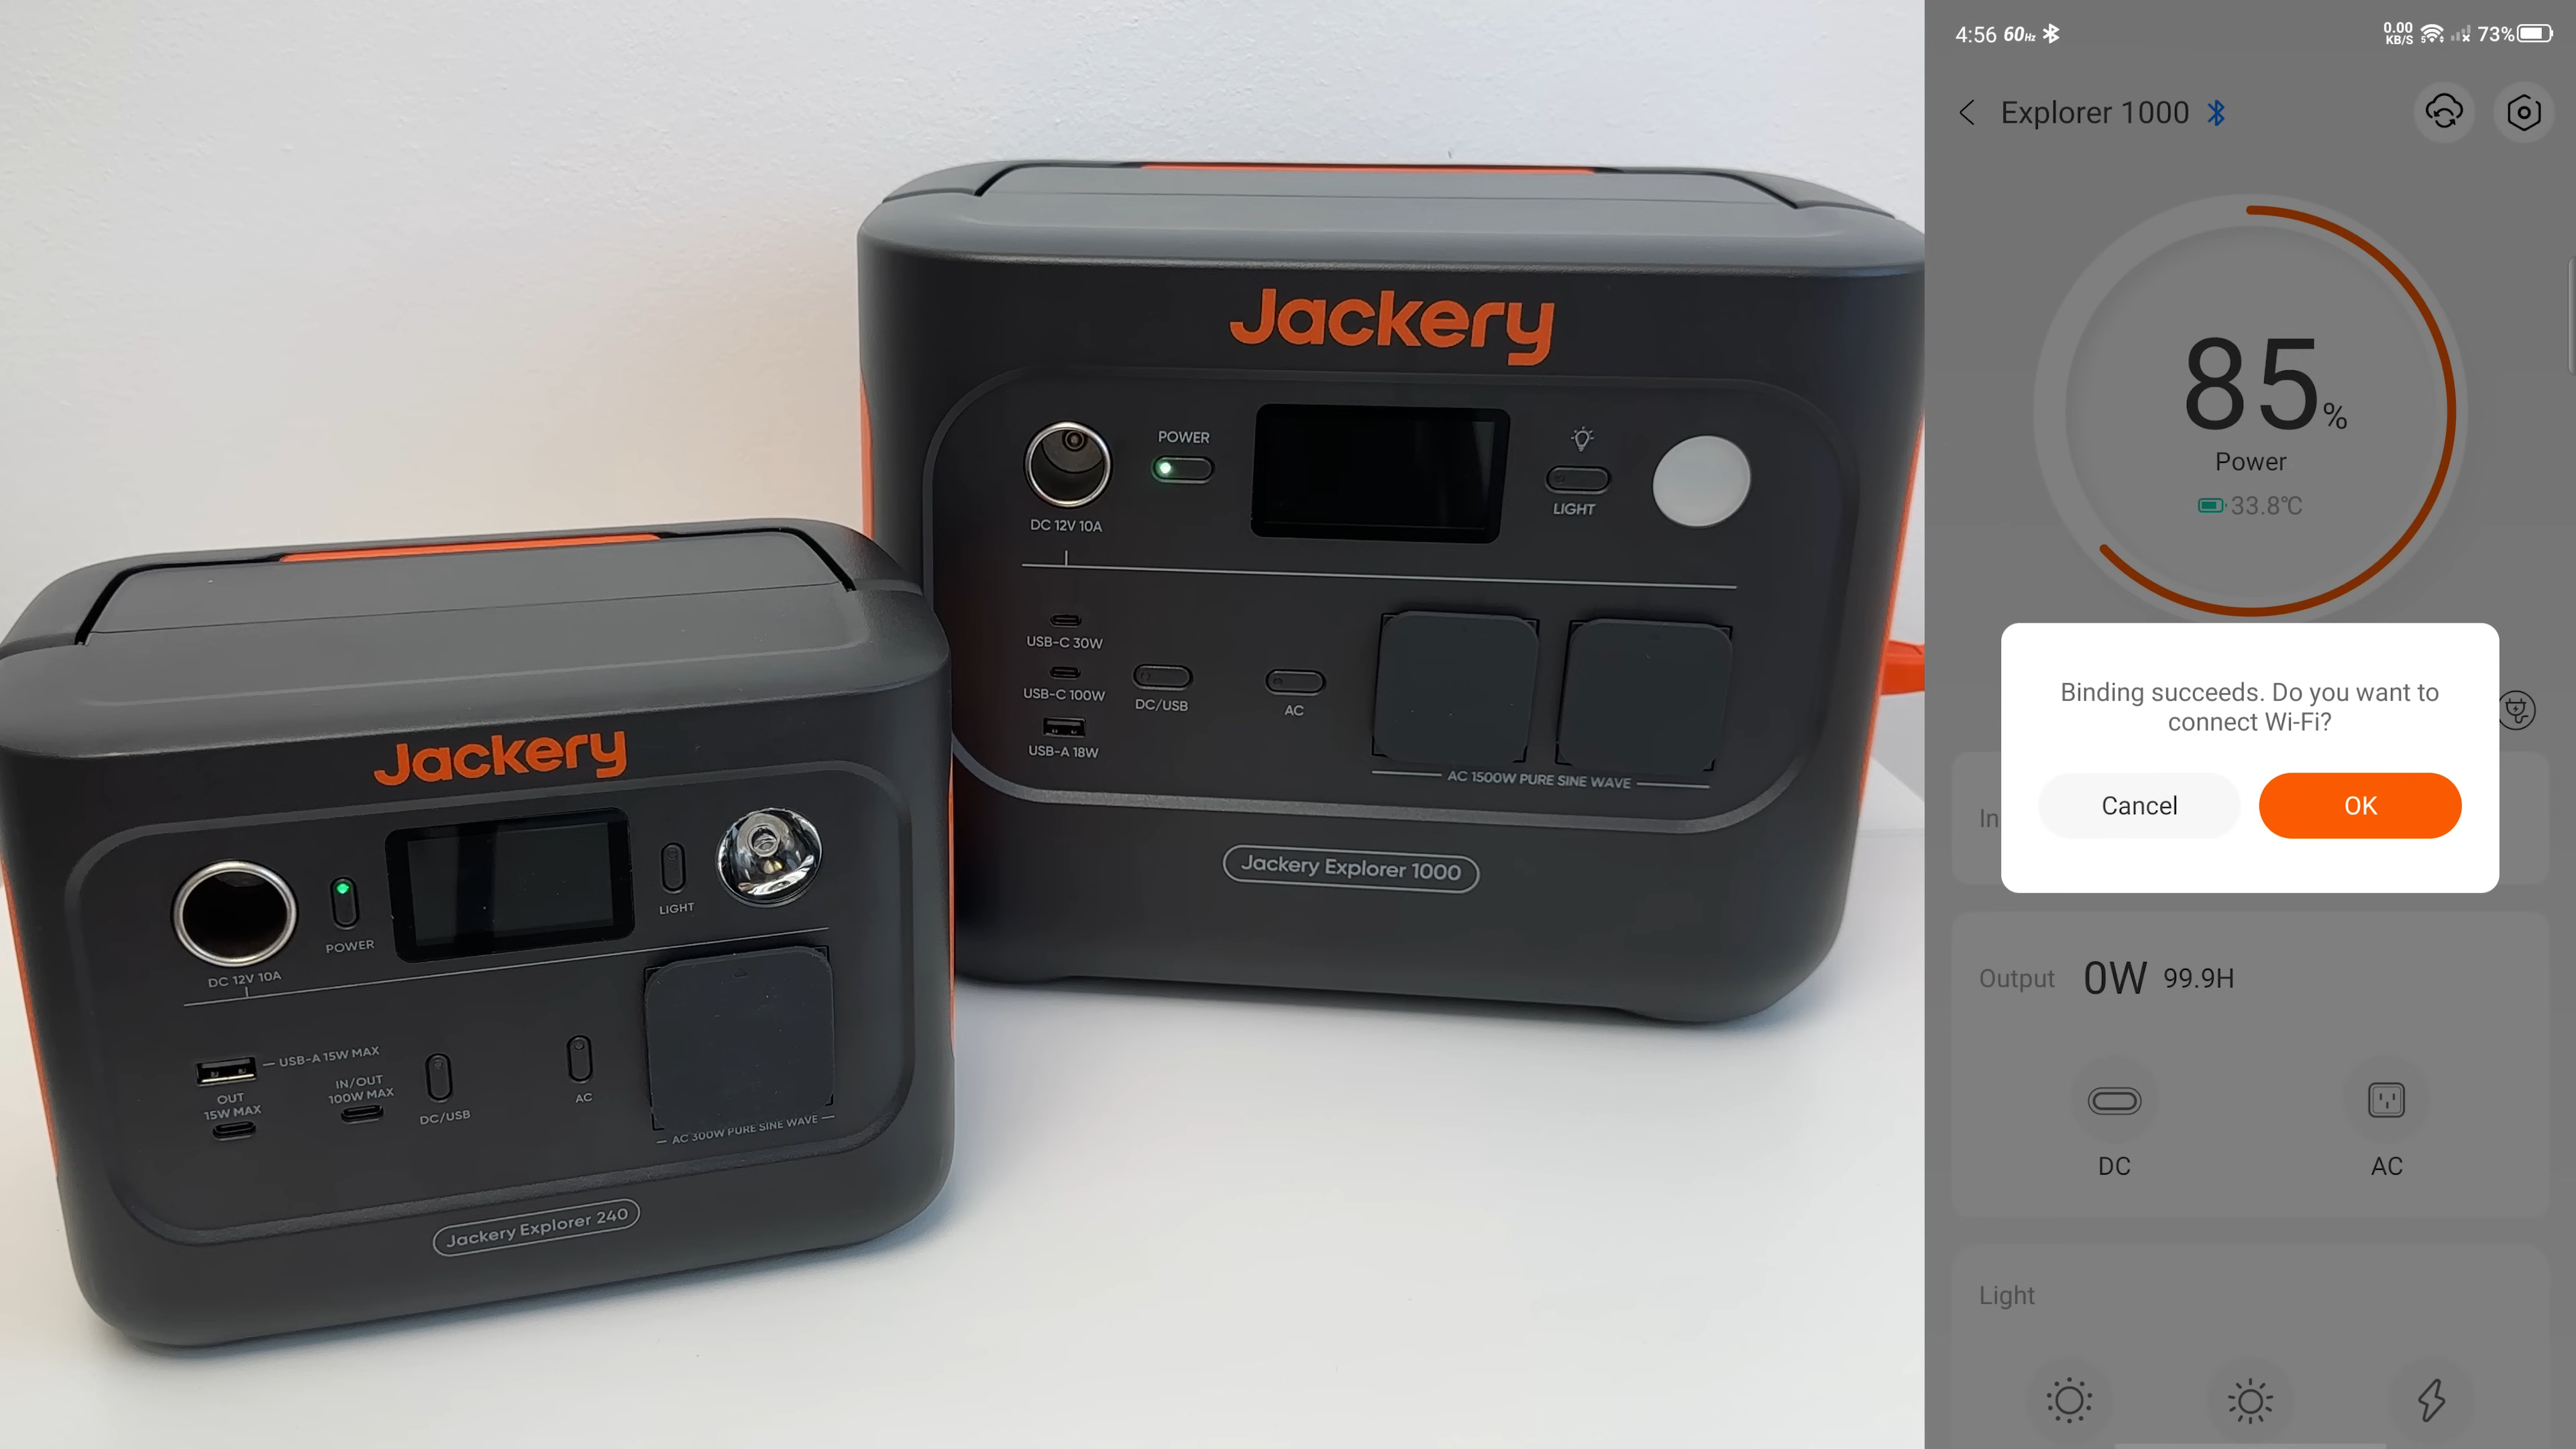 Jackery
POWER
DC 12V 10A
LIGHT
USB-C 30W
USB-C 100W
USB-A 18W
DC/USB
AC
AC 1500W PURE SINE WAVE
Jackery Explorer 1000
Jackery
DC 12V 10A
POWER
LIGHT
USB-A 15W MAX
OUT
15W MAX
IN/OUT
100W MAX
DC/USB
AC
AC 300W PURE SINE WAVE
Jackery Explorer 240
4:56 60Hz
0.00
KB/S
73%
Explorer 1000
85%
Power
33.8℃
Binding succeeds. Do you want to
connect Wi-Fi?
Cancel
OK
In
Output 0W 99.9H
DC
AC
Light